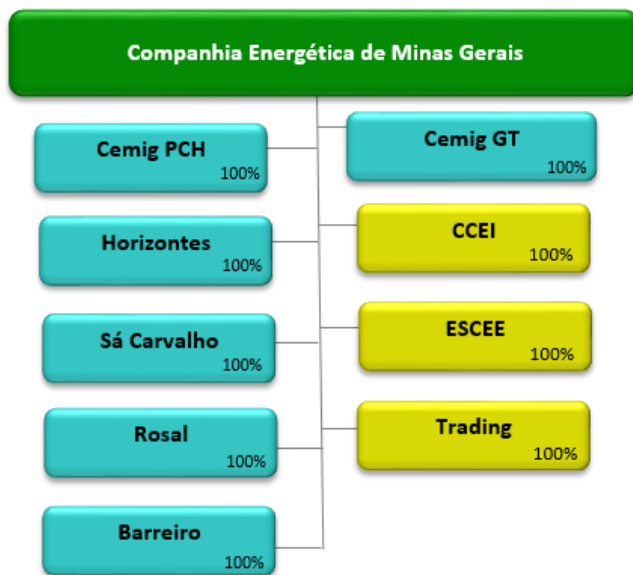 Companhia Energética de Minas Gerais
Cemig PCH
100%
Cemig GT
100%
Horizontes
100%
CCEI
100%
Sá Carvalho
100%
ESCEE
100%
Rosal
100%
Trading
100%
Barreiro
100%